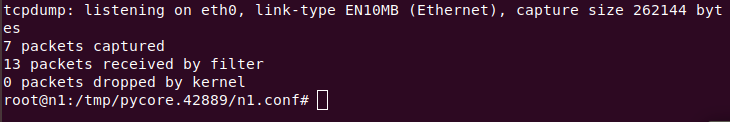 tcpdump: listening on eth0, link-type EN10MB (Ethernet), capture size 262144 byt
es
7 packets captured
13 packets received by filter
0 packets dropped by kernel
root@n1:/tmp/pycore.42889/n1.conf#